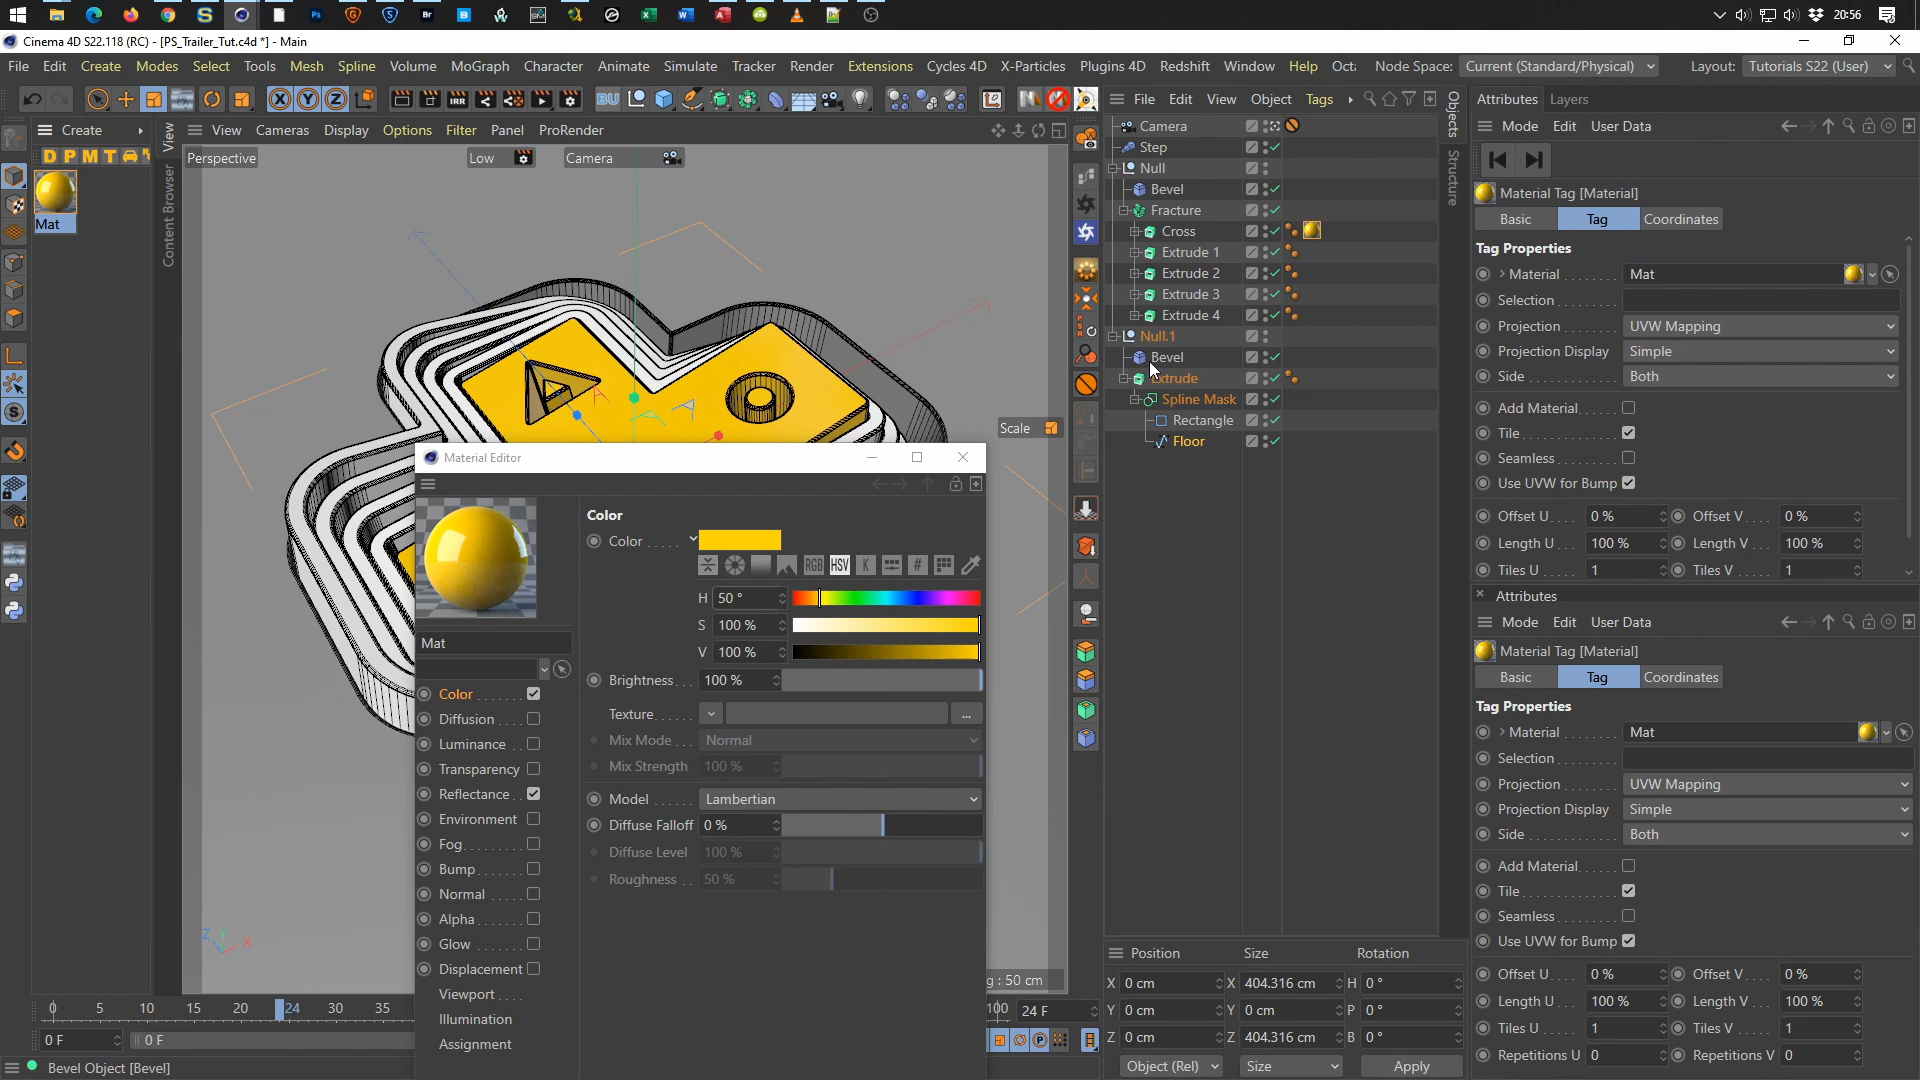 20:56
Cinema 4D S22.118 (RC) - [PS_Trailer_Tut.c4d *] - Main
File Edit Create Modes Select Tools Mesh Spline Volume MoGraph Character Animate Simulate Tracker Render Extensions Cycles 4D X-Particles Plugins 4D Redshift Window Help Octa Node Space: Current (Standard/Physical) Layout: Tutorials S22 (User)
File Edit View Object Tags
Attributes Layers
Create
View Cameras Display Options Filter Panel ProRender
Mode Edit User Data
D P M T
Perspective
Low
Camera
Mat
View
Content Browser
Objects
Structure
Camera
Step
Null
Bevel
Fracture
Cross
Extrude 1
Extrude 2
Extrude 3
Extrude 4
Null.1
Bevel
Extrude
Spline Mask
Rectangle
Floor
Material Tag [Material]
Basic Tag Coordinates
Tag Properties
Material Mat
Selection
Projection UVW Mapping
Projection Display Simple
Side Both
Add Material
Tile
Seamless
Use UVW for Bump
Offset U 0 % Offset V 0 %
Length U 100 % Length V 100 %
Tiles U 1 Tiles V 1
Attributes
Mode Edit User Data
Material Tag [Material]
Basic Tag Coordinates
Tag Properties
Material Mat
Selection
Projection UVW Mapping
Projection Display Simple
Side Both
Add Material
Tile
Seamless
Use UVW for Bump
Offset U 0 % Offset V 0 %
Length U 100 % Length V 100 %
Tiles U 1 Tiles V 1
Repetitions U 0 Repetitions V 0
Scale
Material Editor
Mat
Color
Diffusion
Luminance
Transparency
Reflectance
Environment
Fog
Bump
Normal
Alpha
Glow
Displacement
Viewport
Illumination
Assignment
Color
Color
RGB HSV K #
H 50 °
S 100 %
V 100 %
Brightness 100 %
Texture ...
Mix Mode Normal
Mix Strength 100 %
Model Lambertian
Diffuse Falloff 0 %
Diffuse Level 100 %
Roughness 50 %
Z Y X
g : 50 cm
0 5 10 15 20 24 30 35 100 24 F
0 F 0 F
Position Size Rotation
X 0 cm X 404.316 cm H 0 °
Y 0 cm Y 0 cm P 0 °
Z 0 cm Z 404.316 cm B 0 °
Object (Rel) Size Apply
Bevel Object [Bevel]